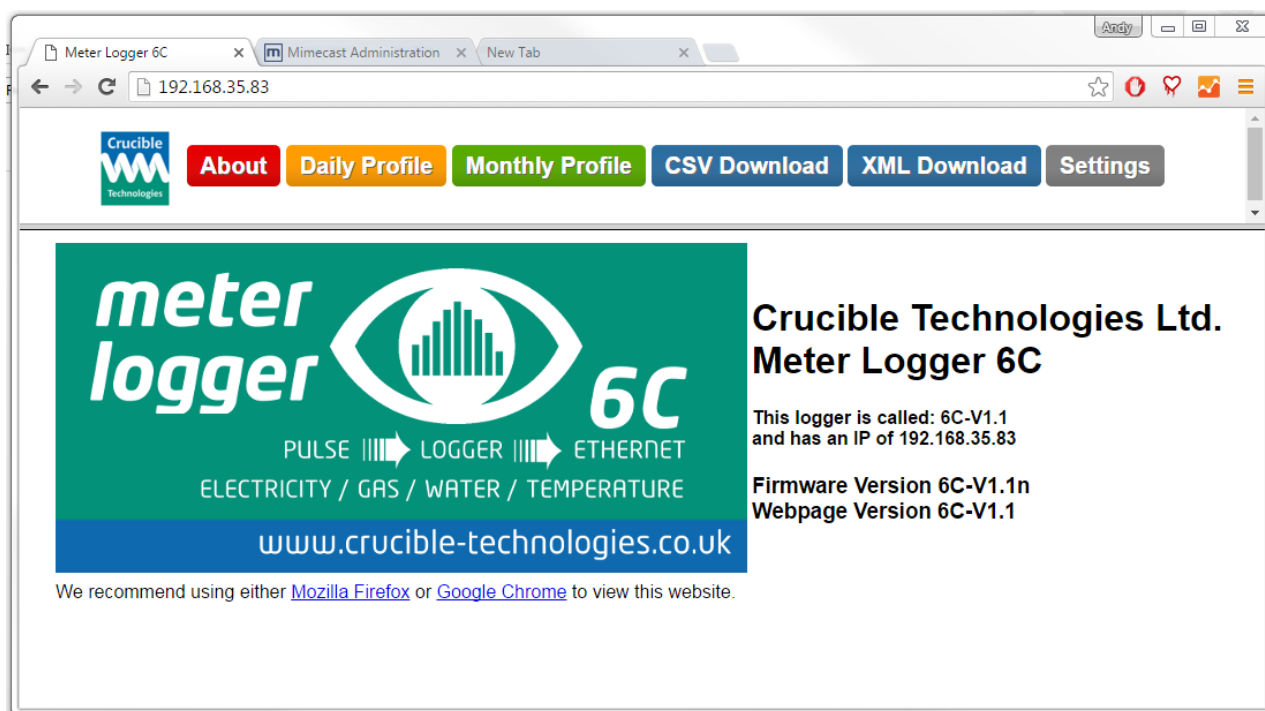 Andy
Meter Logger 6C
Mimecast Administration
New Tab
192.168.35.83
Crucible
Technologies
About
Daily Profile
Monthly Profile
CSV Download
XML Download
Settings
meter
logger
6C
PULSE LOGGER ETHERNET
ELECTRICITY / GAS / WATER / TEMPERATURE
www.crucible-technologies.co.uk
Crucible Technologies Ltd.
Meter Logger 6C
This logger is called: 6C-V1.1
and has an IP of 192.168.35.83
Firmware Version 6C-V1.1n
Webpage Version 6C-V1.1
We recommend using either Mozilla Firefox or Google Chrome to view this website.